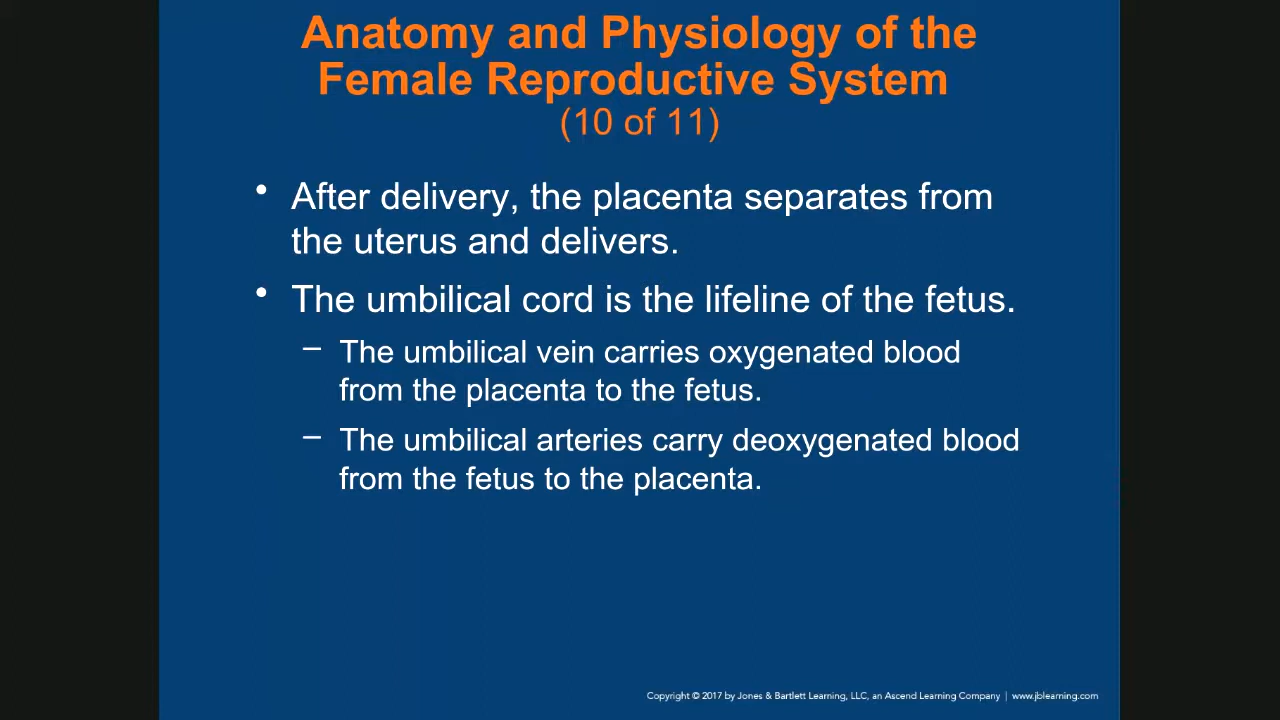 Anatomy and Physiology of the
Female Reproductive System
(10 of 11)
• After delivery, the placenta separates from
the uterus and delivers.
• The umbilical cord is the lifeline of the fetus.
– The umbilical vein carries oxygenated blood
from the placenta to the fetus.
– The umbilical arteries carry deoxygenated blood
from the fetus to the placenta.
Copyright © 2017 by Jones & Bartlett Learning, LLC, an Ascend Learning Company | www.jblearning.com